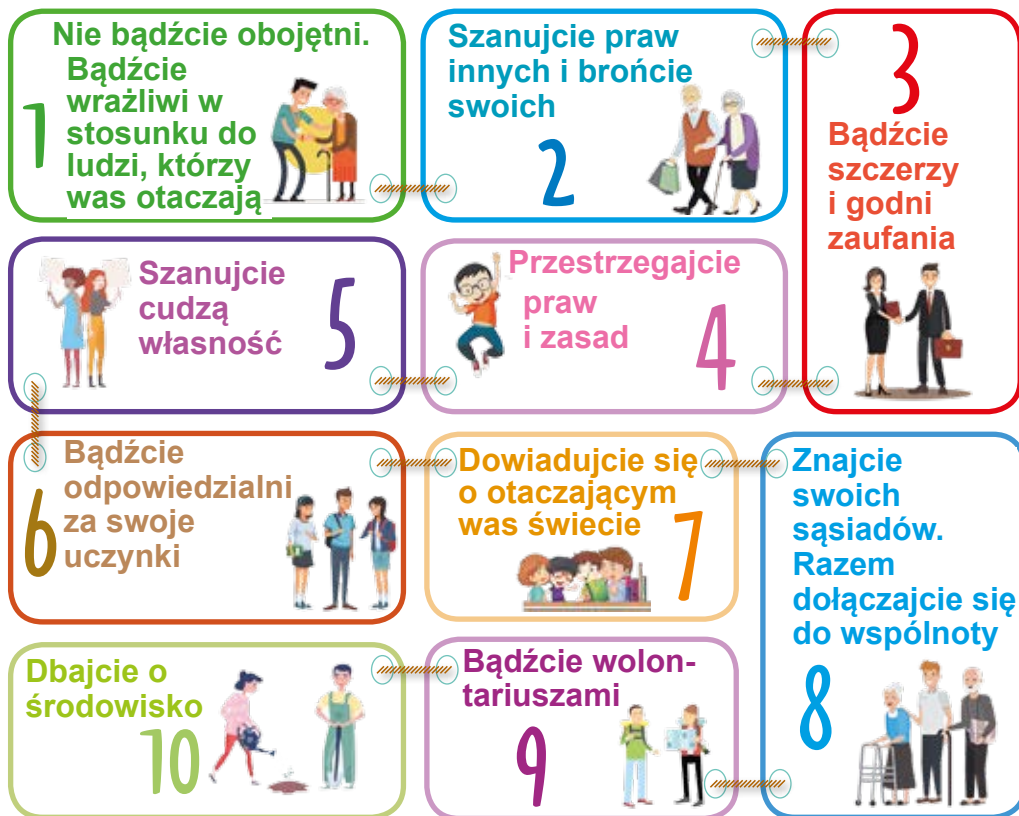 Nie bądźcie obojętni.
Bądźcie
wrażliwi w
stosunku do
ludzi, którzy
was otaczają
1
Szanujcie praw
innych i brońcie
swoich
2
3
Bądźcie
szczerzy
i godni
zaufania
Przestrzegajcie
praw
i zasad
4
Szanujcie
cudzą
własność
5
Bądźcie
odpowiedzialni
za swoje
uczynki
6
Dowiadujcie się
o otaczającym
was świecie
7
Znajcie
swoich
sąsiadów.
Razem
dołączajcie się
do wspólnoty
8
Bądźcie wolon-
tariuszami
9
Dbajcie o
środowisko
10